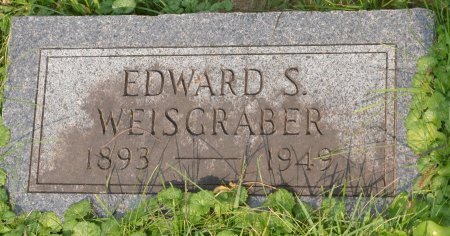 EDWARD S.
WEISGRABER
1893 — 1949